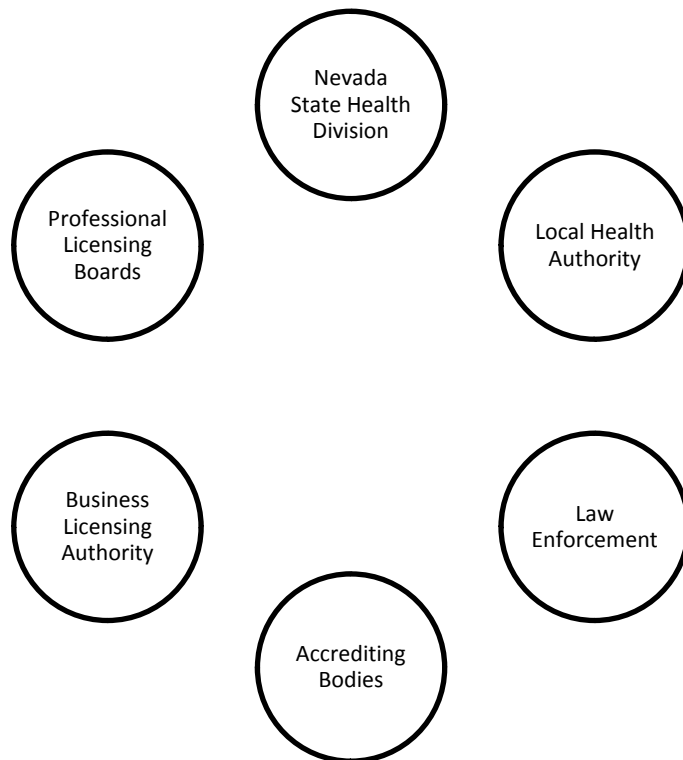 Nevada
State Health
Division
Professional
Licensing
Boards
Local Health
Authority
Business
Licensing
Authority
Law
Enforcement
Accrediting
Bodies